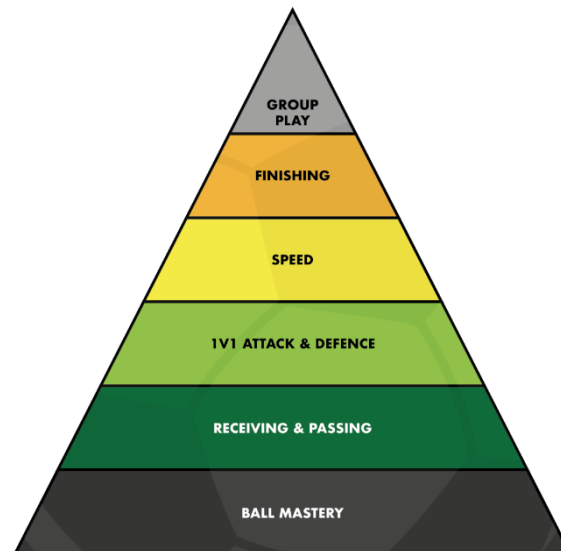 GROUP
PLAY
FINISHING
SPEED
1V1 ATTACK & DEFENCE
RECEIVING & PASSING
BALL MASTERY